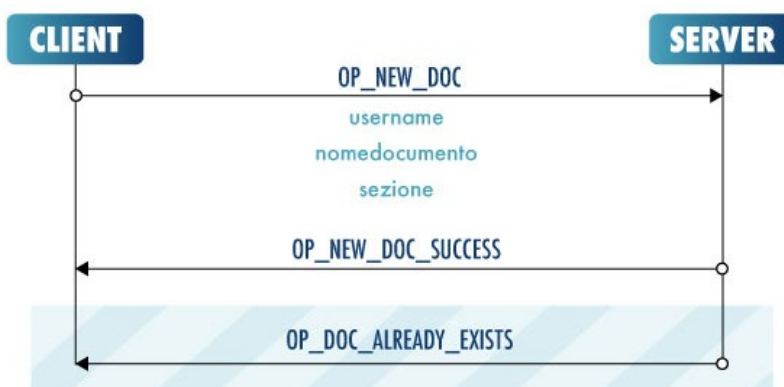 CLIENT
SERVER
OP_NEW_DOC
username
nomedocumento
sezione
OP_NEW_DOC_SUCCESS
OP_DOC_ALREADY_EXISTS